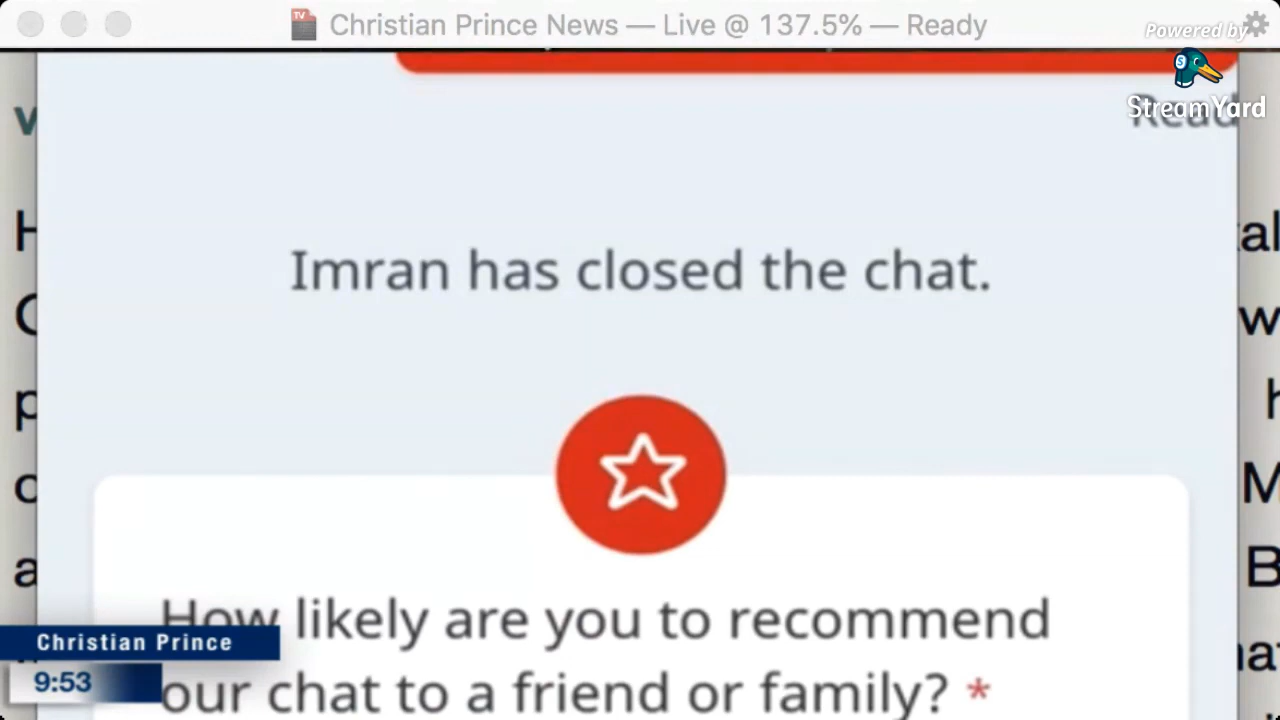 Christian Prince News — Live @ 137.5% — Ready
Powered by
StreamYard
Read
Imran has closed the chat.
How likely are you to recommend
our chat to a friend or family? *
Christian Prince
9:53